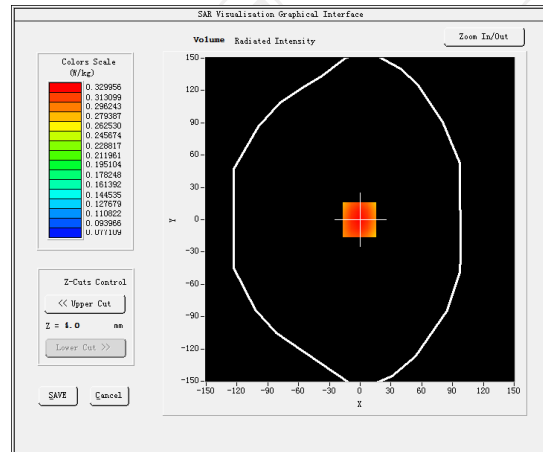 SAR Visualisation Graphical Interface
Volume Radiated Intensity
Zoom In/Out
Colors Scale
(W/kg)
0.329956
0.313099
0.296243
0.279387
0.262530
0.245674
0.228817
0.211961
0.195104
0.178248
0.161392
0.144535
0.127679
0.110822
0.093966
0.077109
150
120
90
60
30
0
-30
-60
-90
-120
-150
Y
-150 -120 -90 -60 -30 0 30 60 90 120 150
X
Z-Cuts Control
<< Upper Cut
Z = 4.0 mm
Lower Cut >>
SAVE Cancel